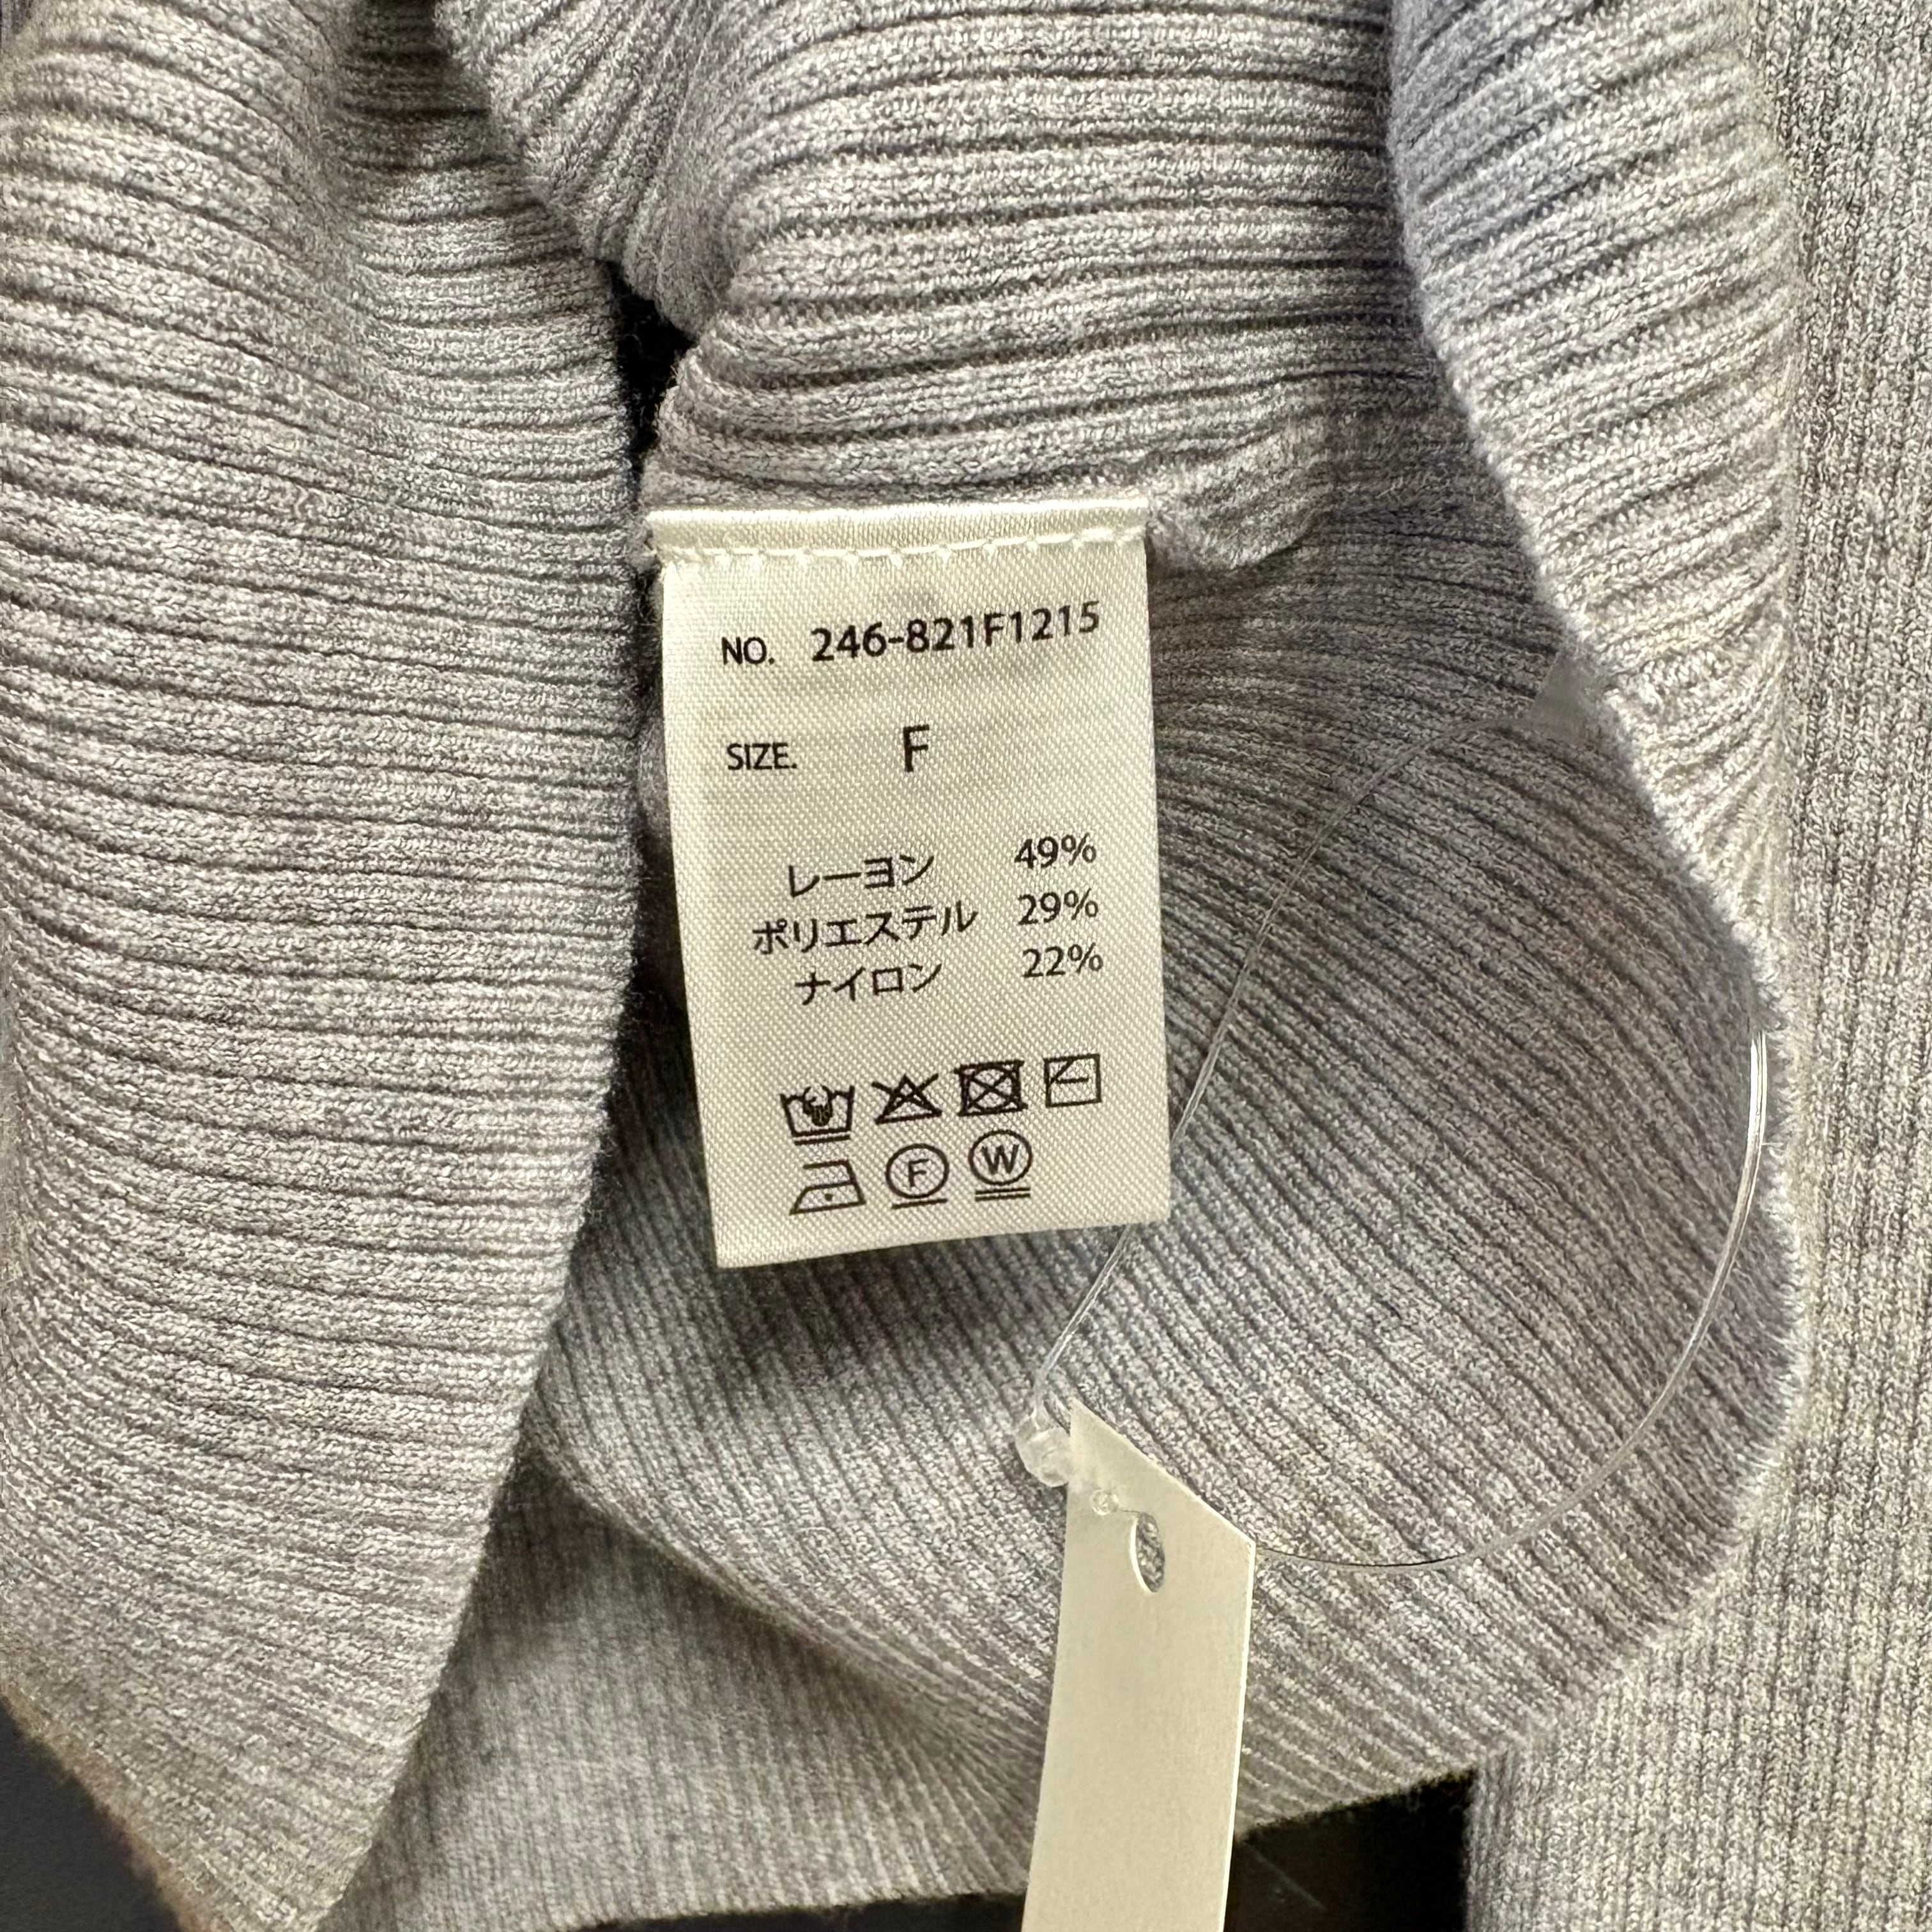 NO. 246-821F1215
SIZE. F
レーヨン 49%
ポリエステル 29%
ナイロン 22%
F W